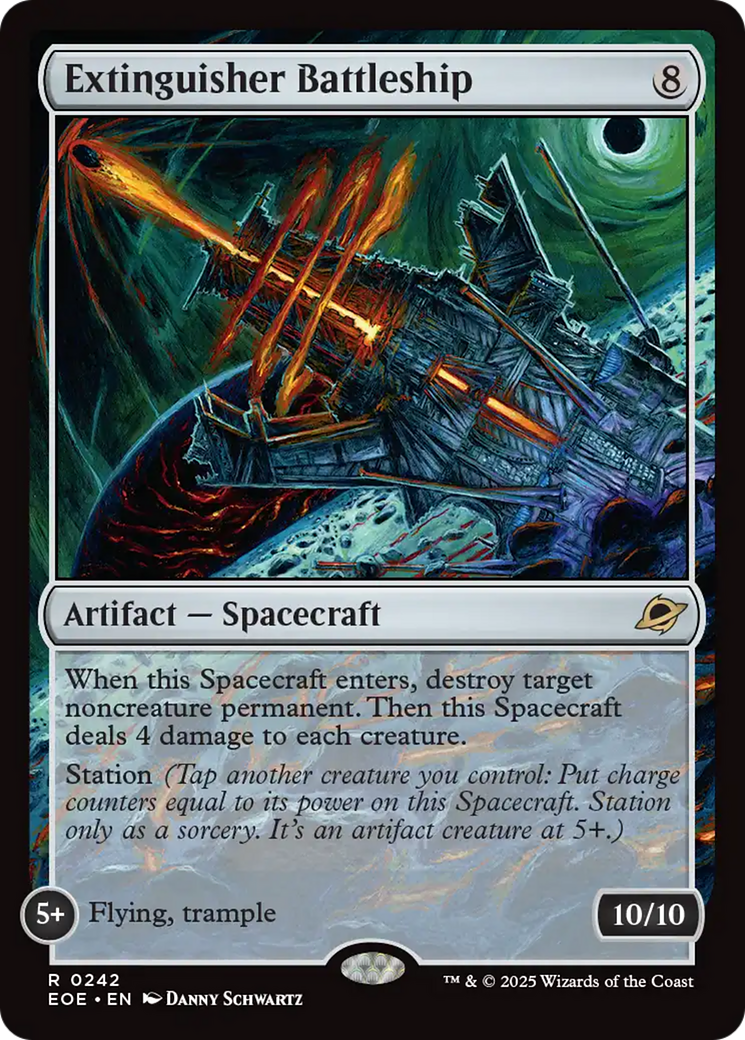 Extinguisher Battleship 8
Artifact — Spacecraft
When this Spacecraft enters, destroy target
noncreature permanent. Then this Spacecraft
deals 4 damage to each creature.
Station (Tap another creature you control: Put charge
counters equal to its power on this Spacecraft. Station
only as a sorcery. It's an artifact creature at 5+.)
5+ Flying, trample 10/10
R 0242
EOE • EN Danny Schwartz
™ & © 2025 Wizards of the Coast